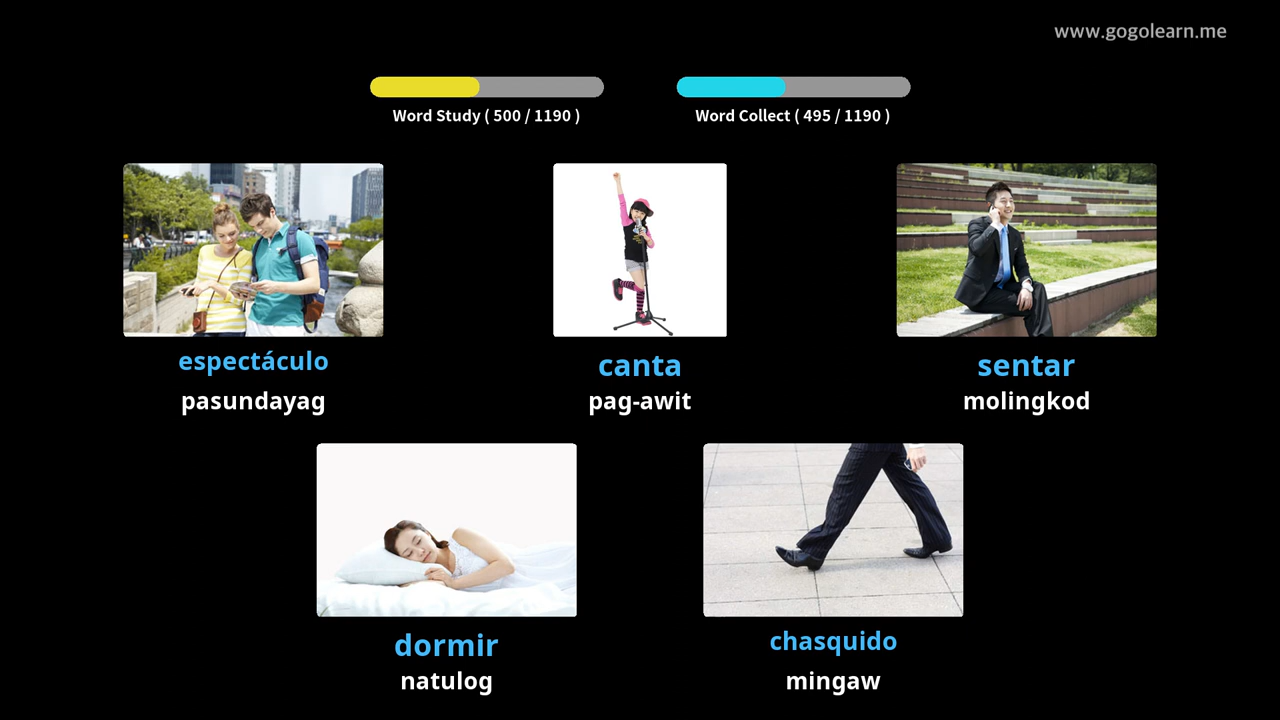 www.gogolearn.me
Word Study ( 500 / 1190 )
Word Collect ( 495 / 1190 )
espectáculo
pasundayag
canta
pag-awit
sentar
molingkod
dormir
natulog
chasquido
mingaw